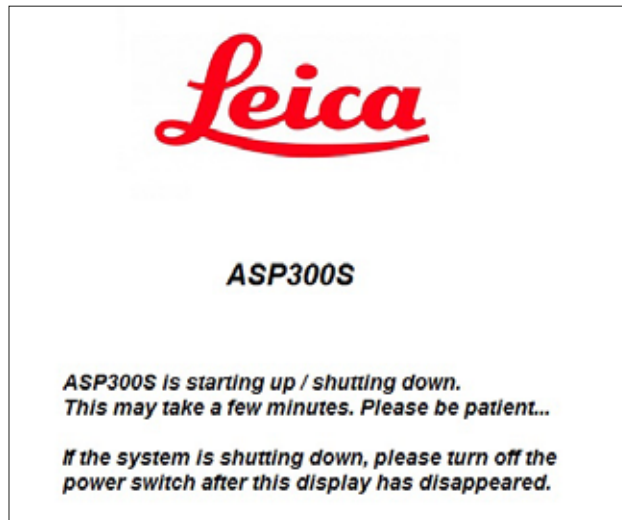 Leica
ASP300S
ASP300S is starting up / shutting down.
This may take a few minutes. Please be patient...
If the system is shutting down, please turn off the
power switch after this display has disappeared.